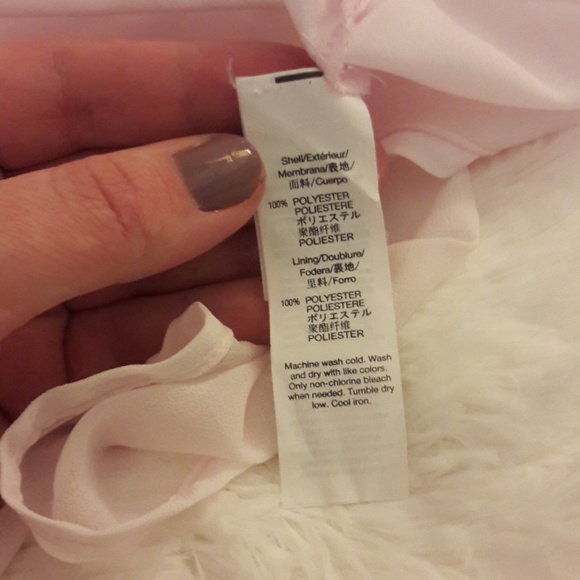 Shell/Extérieur/
Membrana/表地/
面料/Cuerpo
100% POLYESTER
POLIESTERE
ポリエステル
聚酯纤维
POLIESTER
Lining/Doublure/
Fodera/裏地/
里料/Forro
100% POLYESTER
POLIESTERE
ポリエステル
聚酯纤维
POLIESTER
Machine wash cold. Wash
and dry with like colors.
Only non-chlorine bleach
when needed. Tumble dry
low. Cool iron.